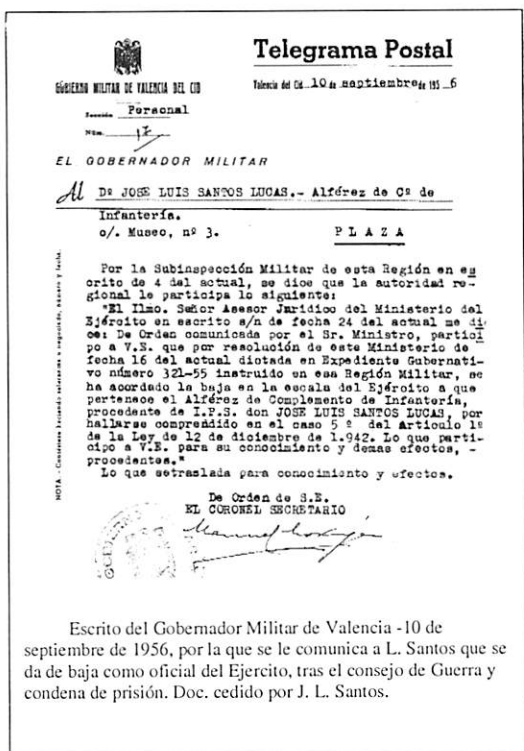 Telegrama Postal
GOBIERNO MILITAR DE VALENCIA DEL CID
Valencia del Cid 10 de septiembre de 195 6
Sección Personal
Núm. 17
EL GOBERNADOR MILITAR
Al Dº JOSE LUIS SANTOS LUCAS.- Alférez de Cº de
Infantería.
c/. Museo, nº 3. PLAZA
Por la Subinspección Militar de esta Región en es
crito de 4 del actual, se dice que la autoridad re-
gional le participa lo siguiente:
"El Ilmo. Señor Asesor Jurídico del Ministerio del
Ejército en escrito s/n de fecha 24 del actual me di
ce: De Orden comunicada por el Sr. Ministro, partici
po a V.E. que por resolución de este Ministerio de
fecha 16 del actual dictada en Expediente Gubernati-
vo número 321-55 instruido en esa Región Militar, se
ha acordado la baja en la escala del Ejército a que
pertenece el Alférez de Complemento de Infantería,
procedente de I.P.S. don JOSE LUIS SANTOS LUCAS, por
hallarse comprendido en el caso 5 º del Artículo 1º
de la Ley de 12 de diciembre de 1.942. Lo que parti-
cipo a V.E. para su conocimiento y demas efectos, -
procedentes."
Lo que setraslada para conocimiento y efectos.
De Orden de S.E.
EL CORONEL SECRETARIO
NOTA.- Conviene haciendo referencia a negociado, número y fecha.
Escrito del Gobernador Militar de Valencia -10 de
septiembre de 1956, por la que se le comunica a L. Santos que se
da de baja como oficial del Ejercito, tras el consejo de Guerra y
condena de prisión. Doc. cedido por J. L. Santos.